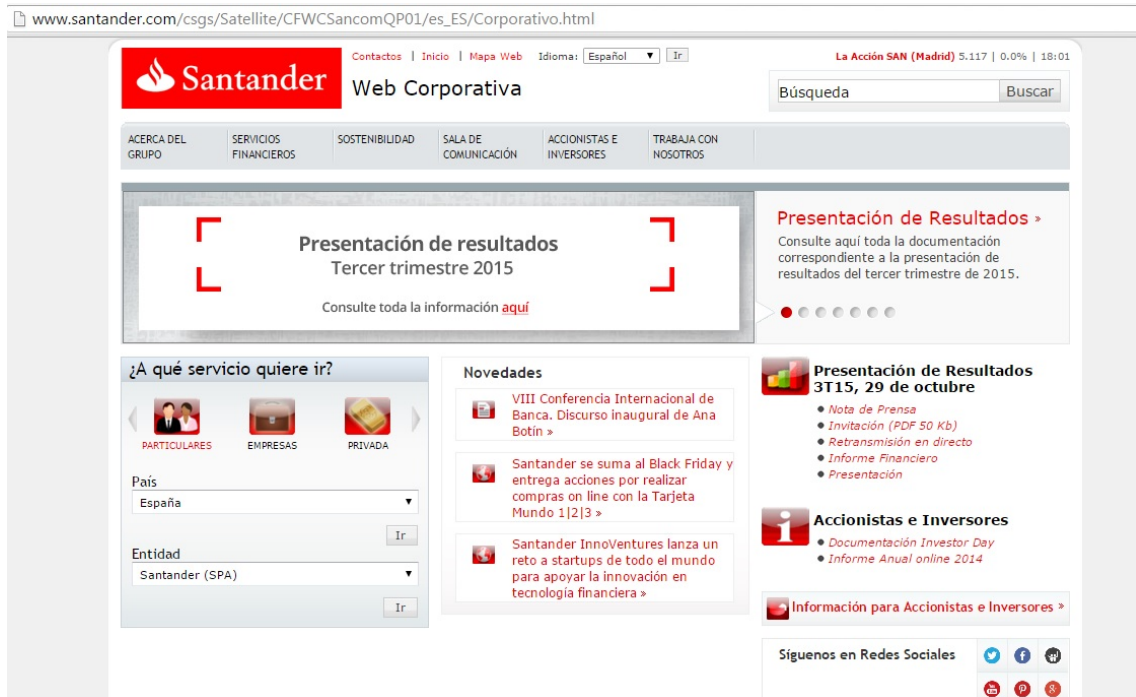 www.santander.com/csgs/Satellite/CFWCSancomQP01/es_ES/Corporativo.html
Santander
Contactos | Inicio | Mapa Web Idioma: Español Ir
La Acción SAN (Madrid) 5.117 | 0.0% | 18:01
Web Corporativa
Búsqueda Buscar
ACERCA DEL
GRUPO
SERVICIOS
FINANCIEROS
SOSTENIBILIDAD
SALA DE
COMUNICACIÓN
ACCIONISTAS E
INVERSORES
TRABAJA CON
NOSOTROS
Presentación de resultados
Tercer trimestre 2015
Consulte toda la información aquí
Presentación de Resultados »
Consulte aquí toda la documentación
correspondiente a la presentación de
resultados del tercer trimestre de 2015.
¿A qué servicio quiere ir?
PARTICULARES EMPRESAS PRIVADA
País
España
Ir
Entidad
Santander (SPA)
Ir
Novedades
VIII Conferencia Internacional de
Banca. Discurso inaugural de Ana
Botín »
Santander se suma al Black Friday y
entrega acciones por realizar
compras on line con la Tarjeta
Mundo 1|2|3 »
Santander InnoVentures lanza un
reto a startups de todo el mundo
para apoyar la innovación en
tecnología financiera »
Presentación de Resultados
3T15, 29 de octubre
Nota de Prensa
Invitación (PDF 50 Kb)
Retransmisión en directo
Informe Financiero
Presentación
Accionistas e Inversores
Documentación Investor Day
Informe Anual online 2014
Información para Accionistas e Inversores »
Síguenos en Redes Sociales